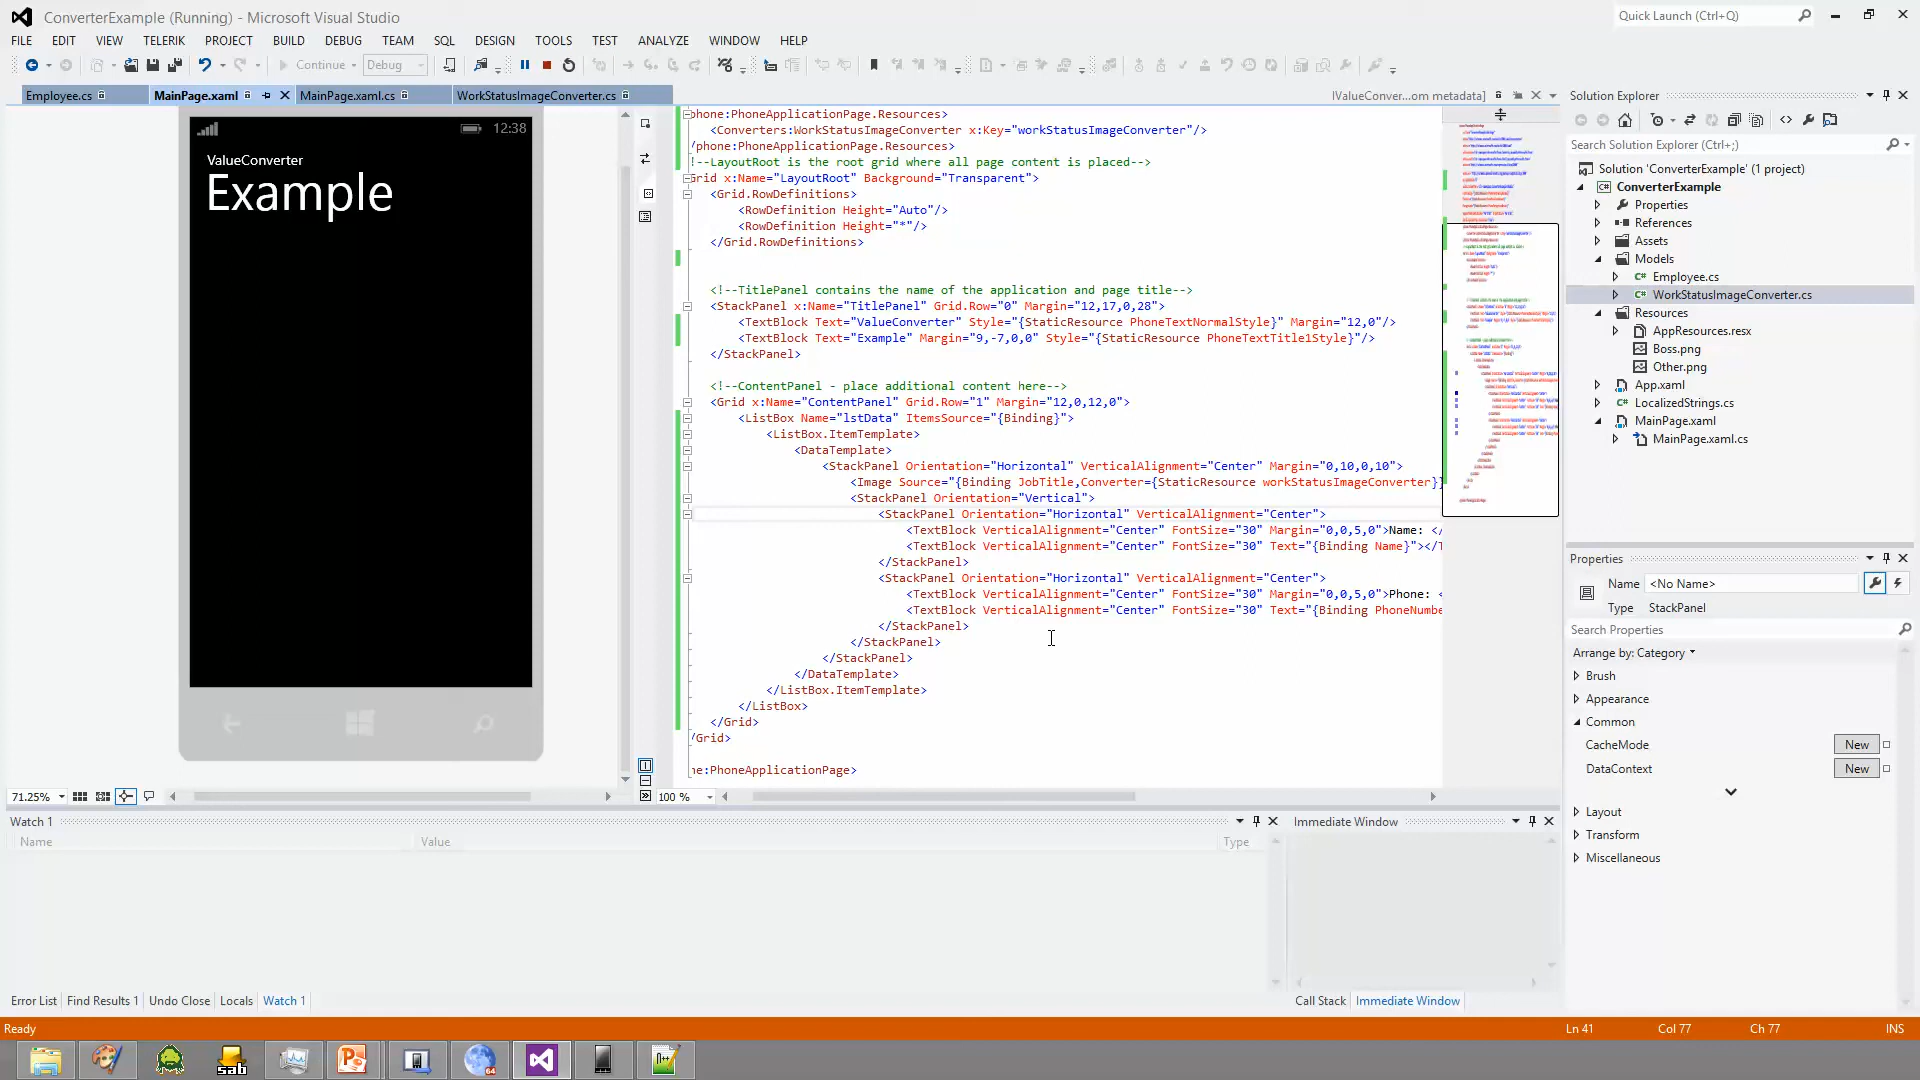 ConverterExample (Running) - Microsoft Visual Studio
Quick Launch (Ctrl+Q)
FILE EDIT VIEW TELERIK PROJECT BUILD DEBUG TEAM SQL DESIGN TOOLS TEST ANALYZE WINDOW HELP
Continue Debug
Employee.cs MainPage.xaml MainPage.xaml.cs WorkStatusImageConverter.cs IValueConver...om metadata]
12:38
ValueConverter
Example
phone:PhoneApplicationPage.Resources>
<Converters:WorkStatusImageConverter x:Key="workStatusImageConverter"/>
/phone:PhoneApplicationPage.Resources>
!--LayoutRoot is the root grid where all page content is placed-->
Grid x:Name="LayoutRoot" Background="Transparent">
<Grid.RowDefinitions>
<RowDefinition Height="Auto"/>
<RowDefinition Height="*"/>
</Grid.RowDefinitions>
<!--TitlePanel contains the name of the application and page title-->
<StackPanel x:Name="TitlePanel" Grid.Row="0" Margin="12,17,0,28">
<TextBlock Text="ValueConverter" Style="{StaticResource PhoneTextNormalStyle}" Margin="12,0"/>
<TextBlock Text="Example" Margin="9,-7,0,0" Style="{StaticResource PhoneTextTitle1Style}"/>
</StackPanel>
<!--ContentPanel - place additional content here-->
<Grid x:Name="ContentPanel" Grid.Row="1" Margin="12,0,12,0">
<ListBox Name="lstData" ItemsSource="{Binding}">
<ListBox.ItemTemplate>
<DataTemplate>
<StackPanel Orientation="Horizontal" VerticalAlignment="Center" Margin="0,10,0,10">
<Image Source="{Binding JobTitle,Converter={StaticResource workStatusImageConverter}}
<StackPanel Orientation="Vertical">
<StackPanel Orientation="Horizontal" VerticalAlignment="Center">
<TextBlock VerticalAlignment="Center" FontSize="30" Margin="0,0,5,0">Name: </
<TextBlock VerticalAlignment="Center" FontSize="30" Text="{Binding Name}"></T
</StackPanel>
<StackPanel Orientation="Horizontal" VerticalAlignment="Center">
<TextBlock VerticalAlignment="Center" FontSize="30" Margin="0,0,5,0">Phone: <
<TextBlock VerticalAlignment="Center" FontSize="30" Text="{Binding PhoneNumbe
</StackPanel>
</StackPanel>
</StackPanel>
</DataTemplate>
</ListBox.ItemTemplate>
</ListBox>
</Grid>
/Grid>
ne:PhoneApplicationPage>
71.25%
100 %
Solution Explorer
Search Solution Explorer (Ctrl+;)
Solution 'ConverterExample' (1 project)
ConverterExample
Properties
References
Assets
Models
Employee.cs
WorkStatusImageConverter.cs
Resources
AppResources.resx
Boss.png
Other.png
App.xaml
LocalizedStrings.cs
MainPage.xaml
MainPage.xaml.cs
Properties
Name <No Name>
Type StackPanel
Search Properties
Arrange by: Category
Brush
Appearance
Common
CacheMode New
DataContext New
Layout
Transform
Miscellaneous
Watch 1
Name Value Type
Immediate Window
Error List Find Results 1 Undo Close Locals Watch 1
Call Stack Immediate Window
Ready Ln 41 Col 77 Ch 77 INS
sab
64